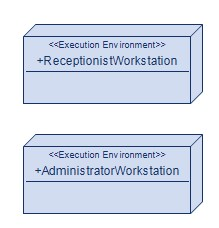 <<Execution Environment>>
+ReceptionistWorkstation
<<Execution Environment>>
+AdministratorWorkstation